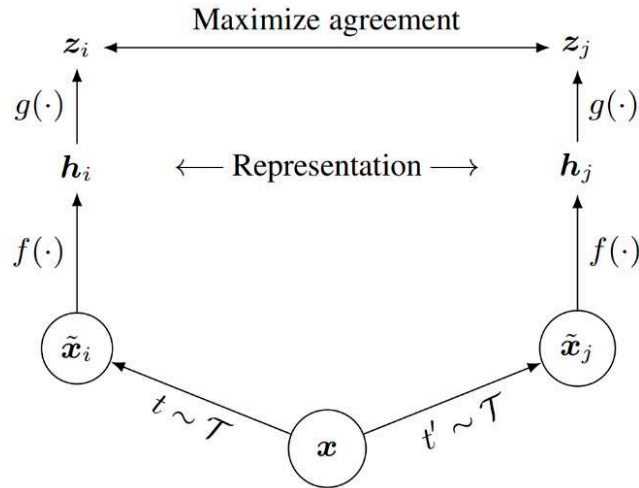 Maximize agreement
z_i z_j
g(·) g(·)
h_i ← Representation → h_j
f(·) f(·)
x̃_i x̃_j
t ∼ 𝒯 t′ ∼ 𝒯
x